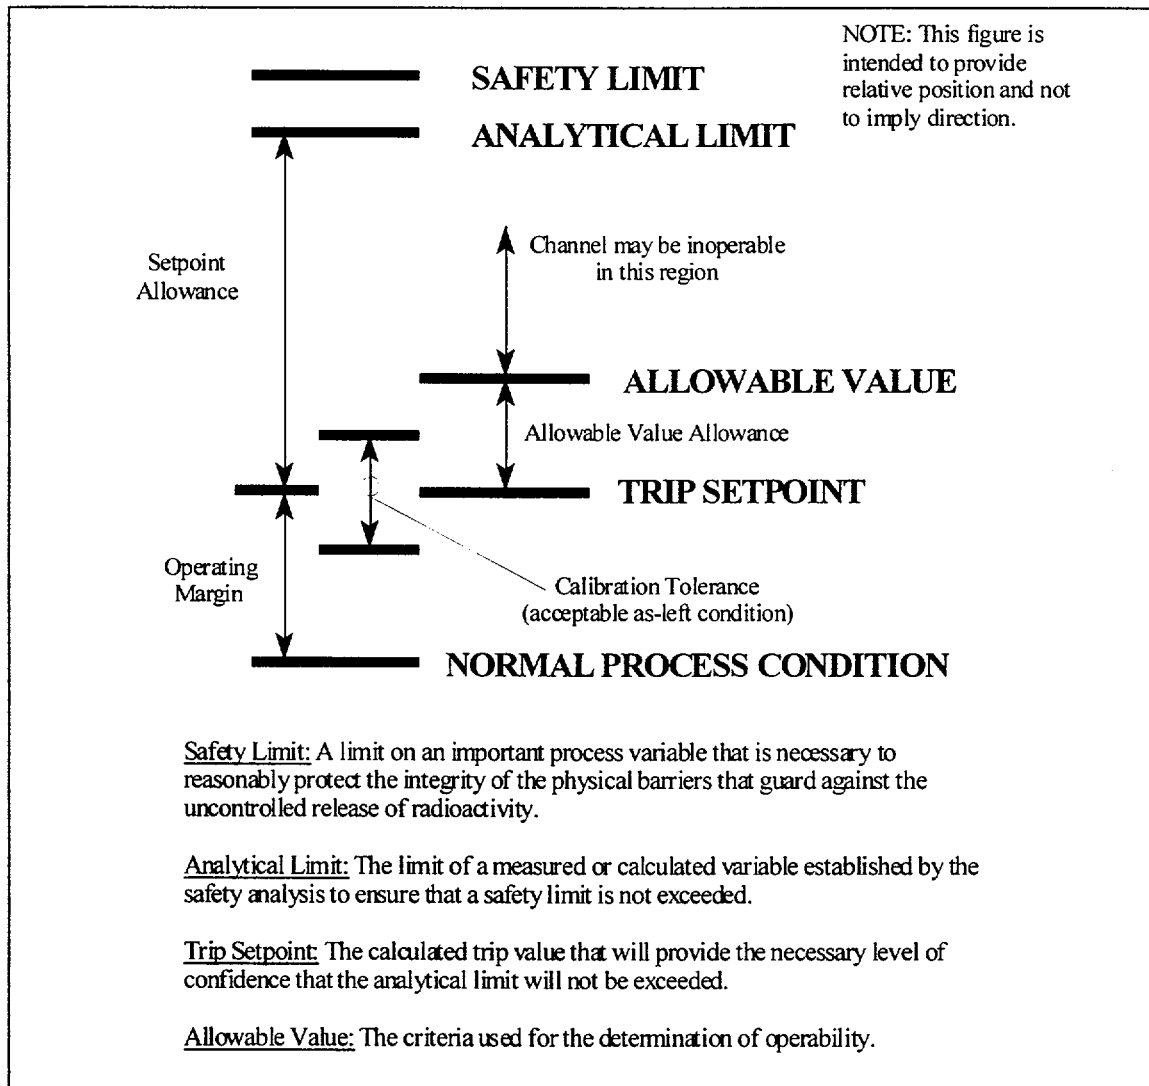 NOTE: This figure is
intended to provide
relative position and not
to imply direction.
SAFETY LIMIT
ANALYTICAL LIMIT
Channel may be inoperable
in this region
Setpoint
Allowance
ALLOWABLE VALUE
Allowable Value Allowance
TRIP SETPOINT
Operating
Margin
Calibration Tolerance
(acceptable as-left condition)
NORMAL PROCESS CONDITION
Safety Limit: A limit on an important process variable that is necessary to
reasonably protect the integrity of the physical barriers that guard against the
uncontrolled release of radioactivity.
Analytical Limit: The limit of a measured or calculated variable established by the
safety analysis to ensure that a safety limit is not exceeded.
Trip Setpoint: The calculated trip value that will provide the necessary level of
confidence that the analytical limit will not be exceeded.
Allowable Value: The criteria used for the determination of operability.